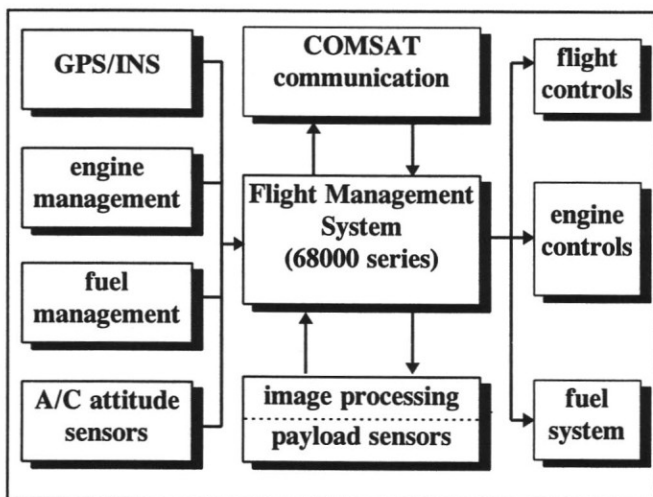 GPS/INS
engine
management
fuel
management
A/C attitude
sensors
COMSAT
communication
Flight Management
System
(68000 series)
image processing
payload sensors
flight
controls
engine
controls
fuel
system